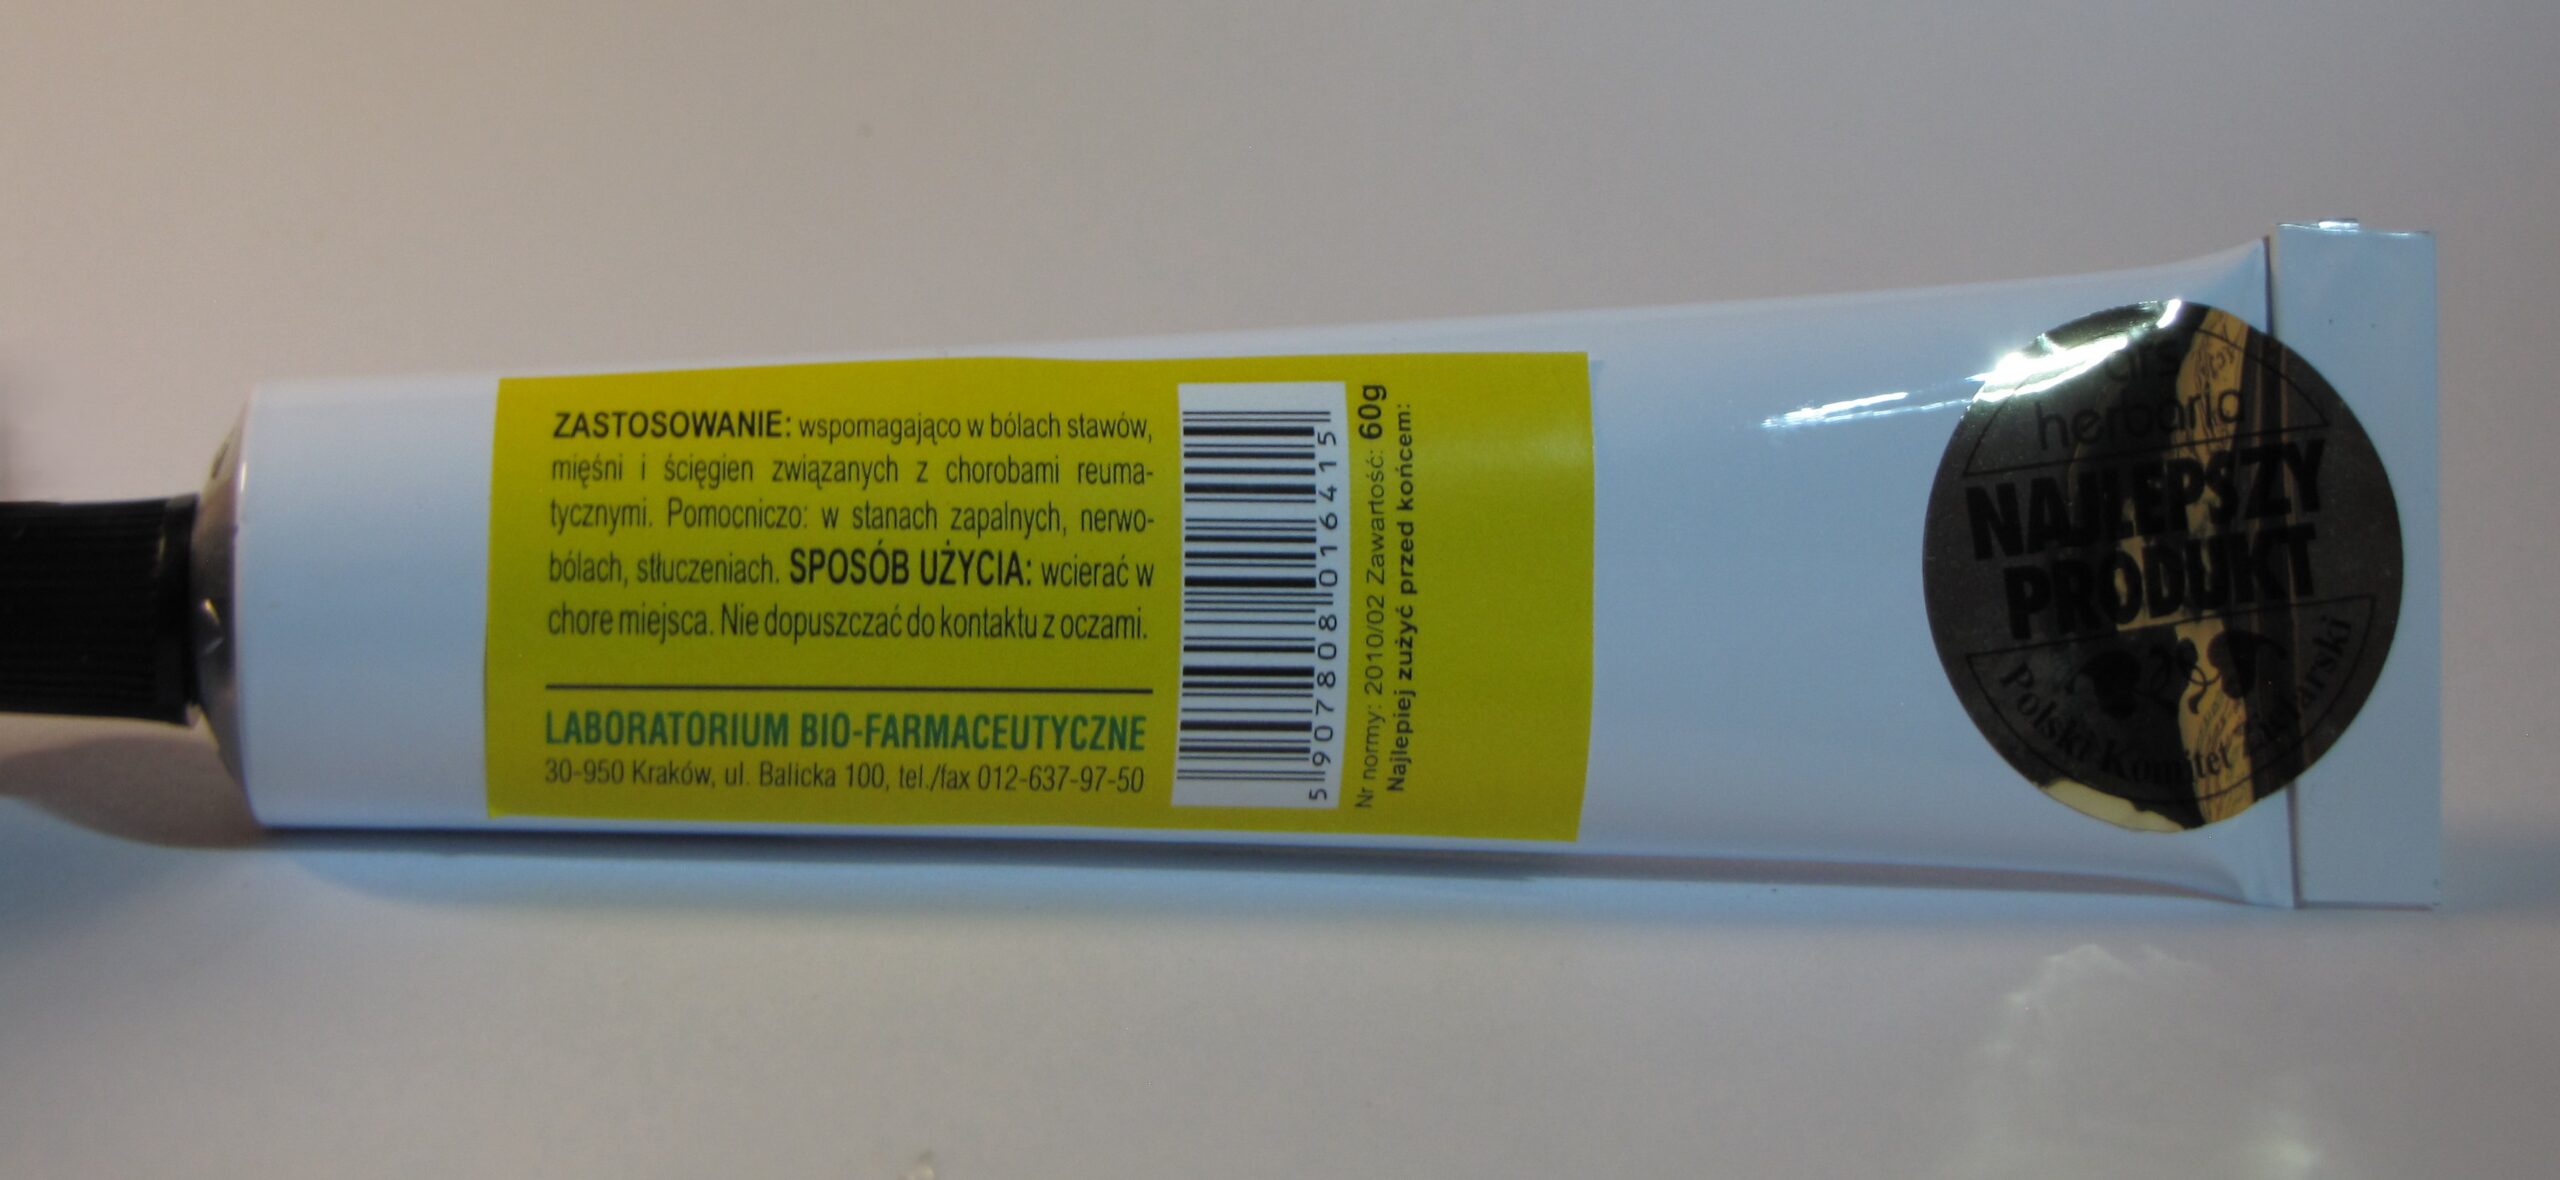 ZASTOSOWANIE: wspomagająco w bólach stawów,
mięśni i ścięgien związanych z chorobami reuma-
tycznymi. Pomocniczo: w stanach zapalnych, nerwo-
bólach, stłuczeniach. SPOSÓB UŻYCIA: wcierać w
chore miejsca. Nie dopuszczać do kontaktu z oczami.
LABORATORIUM BIO-FARMACEUTYCZNE
30-950 Kraków, ul. Balicka 100, tel./fax 012-637-97-50
5 907808 016415
Nr normy: 2010/02 Zawartość: 60g
Najlepiej zużyć przed końcem:
herbaria
NAJLEPSZY
PRODUKT
Polski Komitet Zielarski